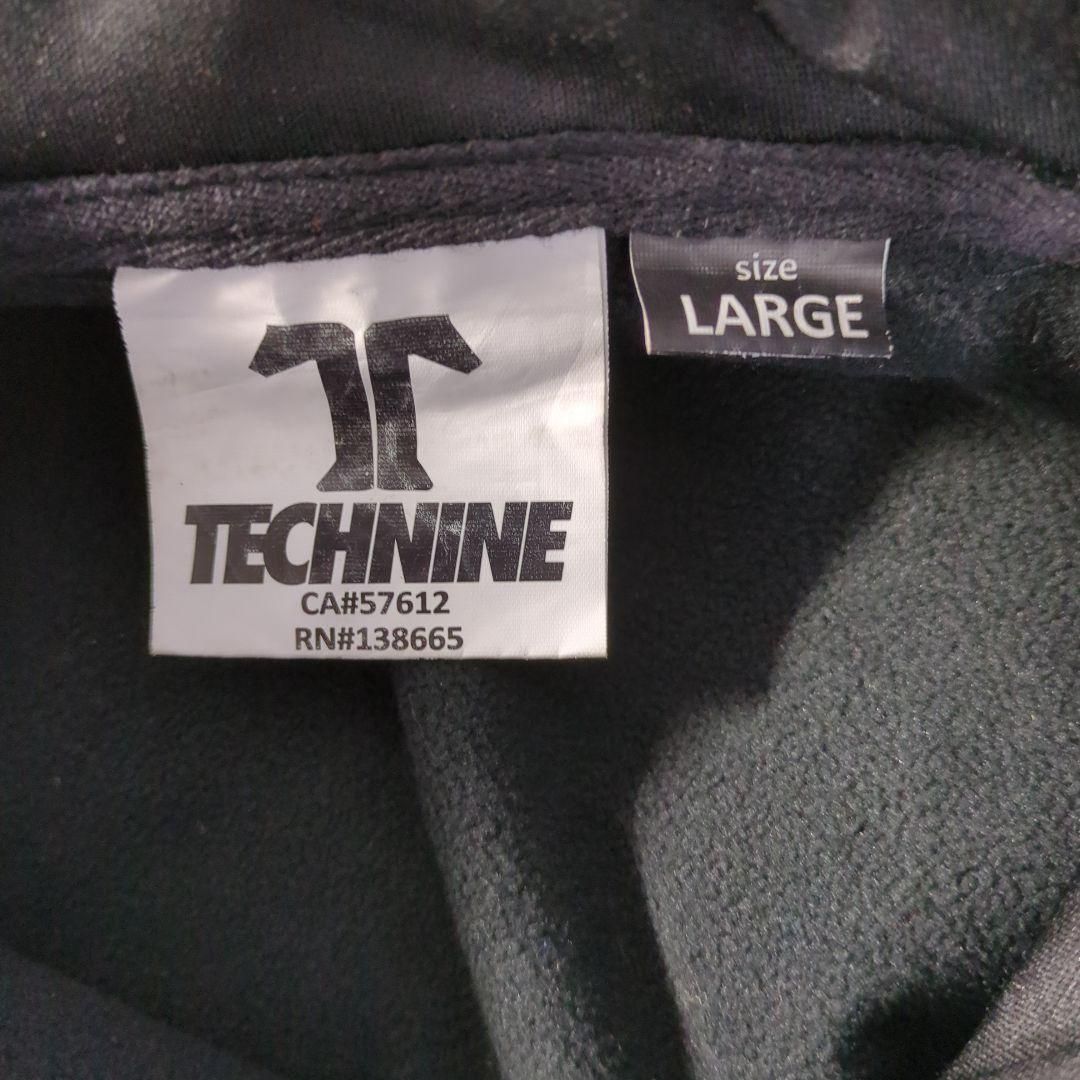 TECHNINE
CA#57612
RN#138665
size
LARGE